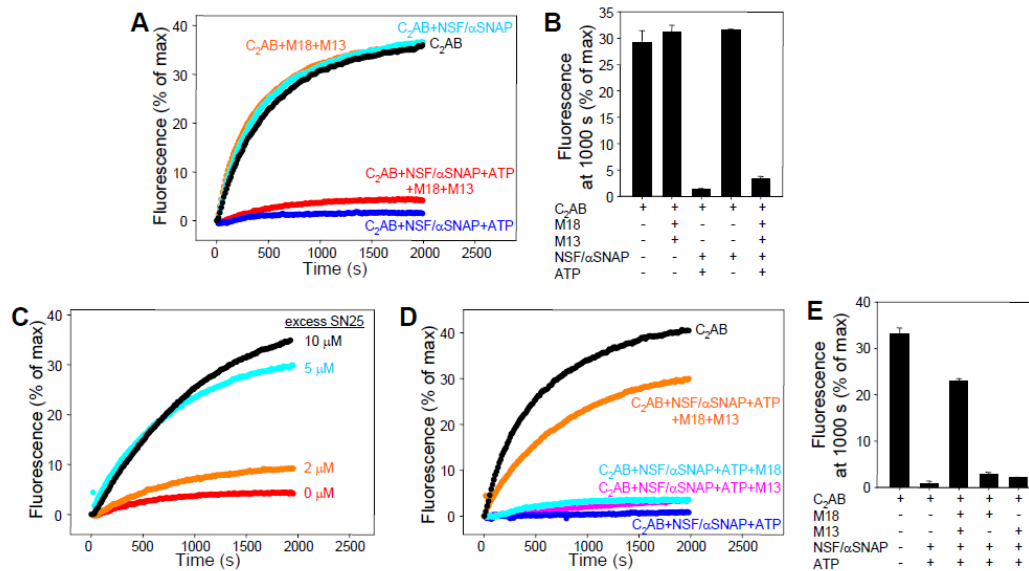 A
C₂AB+NSF/αSNAP
C₂AB+M18+M13
C₂AB
Fluorescence (% of max)
40
30
20
10
0
C₂AB+NSF/αSNAP+ATP
+M18+M13
C₂AB+NSF/αSNAP+ATP
0 500 1000 1500 2000 2500
Time (s)
B
Fluorescence
at 1000 s (% of max)
35
30
25
20
15
10
5
0
C₂AB + + + + +
M18 - + - - +
M13 - + - - +
NSF/αSNAP - - + + +
ATP - - + - +
C
excess SN25
10 μM
5 μM
2 μM
0 μM
Fluorescence (% of max)
40
30
20
10
0
0 500 1000 1500 2000 2500
Time (s)
D
C₂AB
Fluorescence (% of max)
40
30
20
10
0
C₂AB+NSF/αSNAP+ATP
+M18+M13
C₂AB+NSF/αSNAP+ATP+M18
C₂AB+NSF/αSNAP+ATP+M13
C₂AB+NSF/αSNAP+ATP
0 500 1000 1500 2000 2500
Time (s)
E
Fluorescence
at 1000 s (% of max)
40
30
20
10
0
C₂AB + + + + +
M18 - - + + -
M13 - - + - +
NSF/αSNAP - + + + +
ATP - + + + +